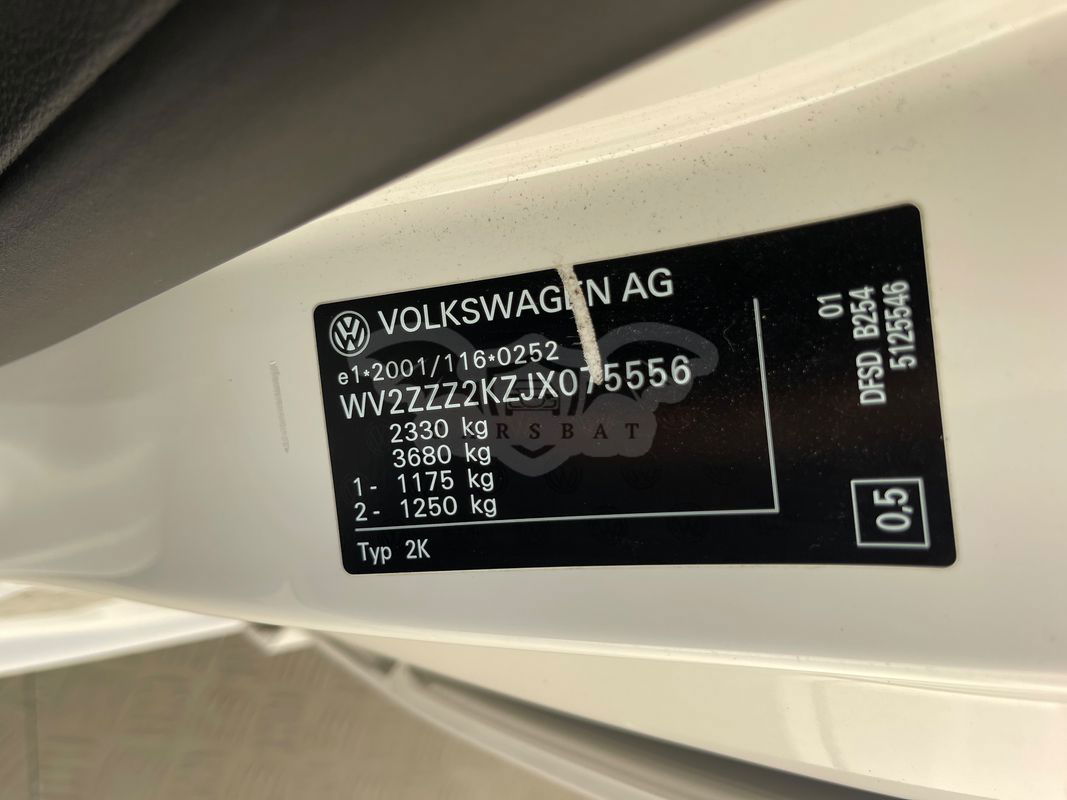 VOLKSWAGEN AG
e1*2001/116*0252
WV2ZZZ2KZJX075556
2330 kg
3680 kg
1- 1175 kg
2- 1250 kg
Typ 2K
01
DFSD B254
5125546
0,5
ARSBAT